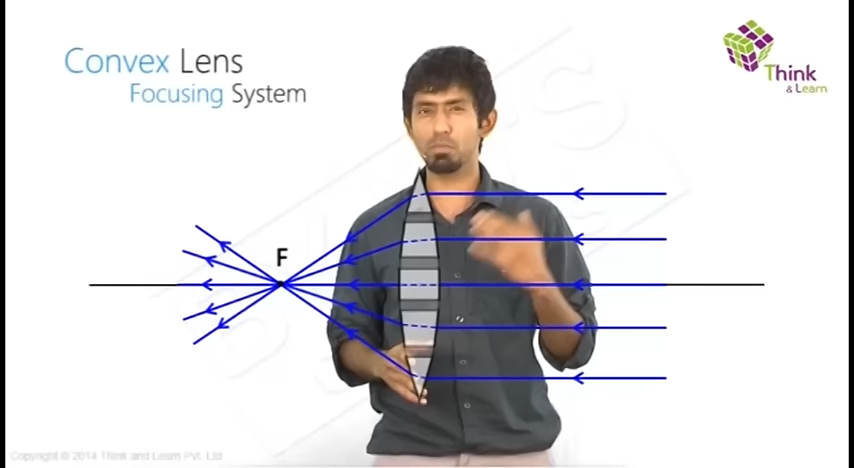 Convex Lens
Focusing System
Think
& Learn
F
Copyright © 2014 Think and Learn Pvt. Ltd